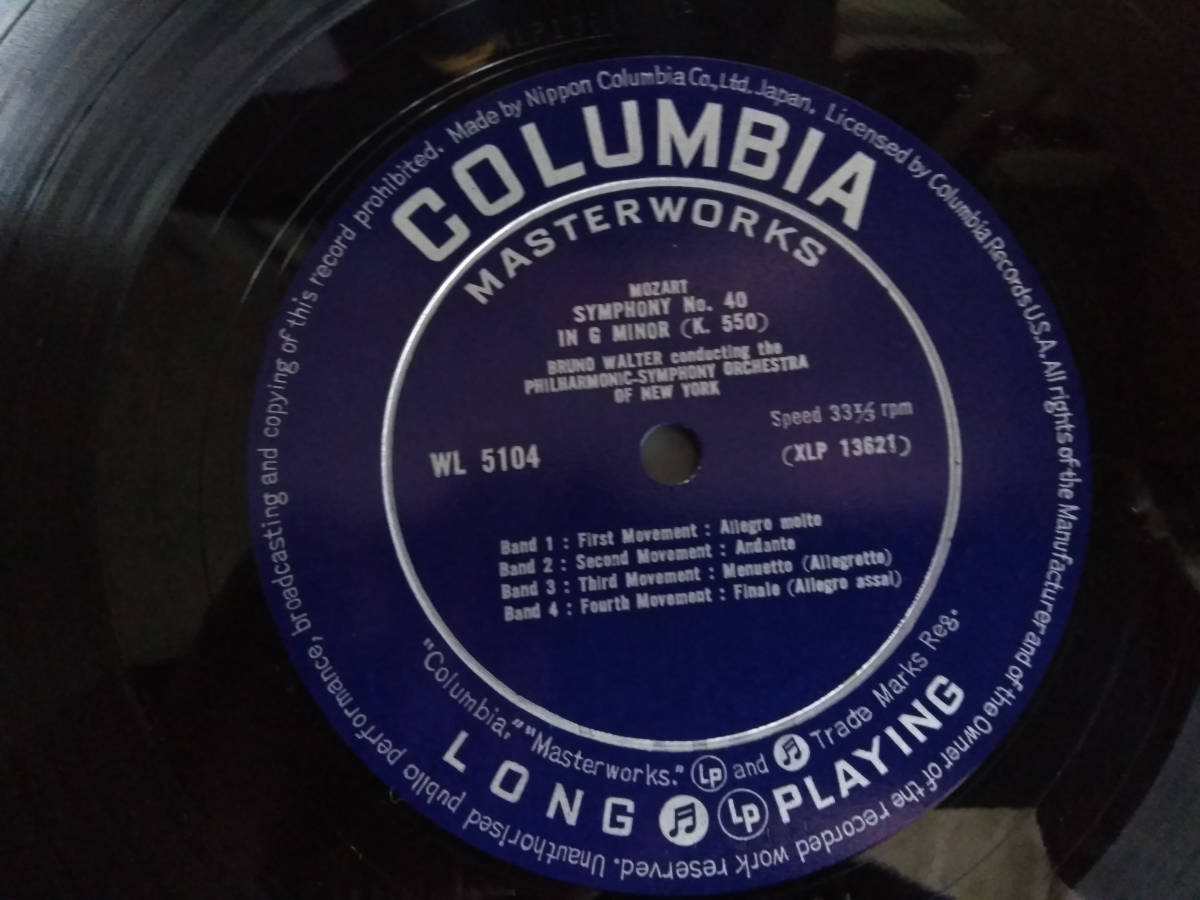 Made by Nippon Columbia Co., Ltd. Japan. Licensed by Columbia Records U.S.A. All rights of the Manufacturer and of the Owner of the recorded work reserved. Unauthorised public performance, broadcasting and copying of this record prohibited.
COLUMBIA
MASTERWORKS
MOZART
SYMPHONY No. 40
IN G MINOR (K. 550)
BRUNO WALTER conducting the
PHILHARMONIC-SYMPHONY ORCHESTRA
OF NEW YORK
Speed 33⅓ rpm
WL 5104
(XLP 13621)
Band 1 : First Movement : Allegro molto
Band 2 : Second Movement : Andante
Band 3 : Third Movement : Menuetto (Allegretto)
Band 4 : Fourth Movement : Finale (Allegro assai)
"Columbia," "Masterworks." Lp and Trade Marks Reg.
LONG Lp PLAYING